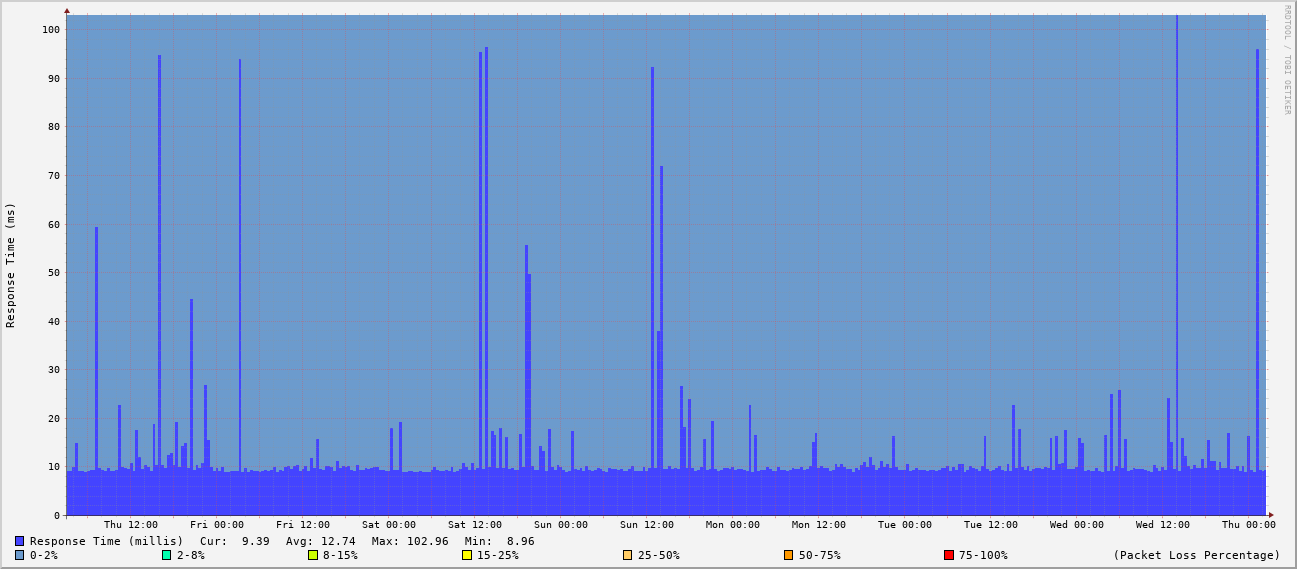 RRDTOOL / TOBI OETIKER
Response Time (ms)
100
90
80
70
60
50
40
30
20
10
0
Thu 12:00 Fri 00:00 Fri 12:00 Sat 00:00 Sat 12:00 Sun 00:00 Sun 12:00 Mon 00:00 Mon 12:00 Tue 00:00 Tue 12:00 Wed 00:00 Wed 12:00 Thu 00:00
Response Time (millis) Cur: 9.39 Avg: 12.74 Max: 102.96 Min: 8.96
0-2% 2-8% 8-15% 15-25% 25-50% 50-75% 75-100% (Packet Loss Percentage)